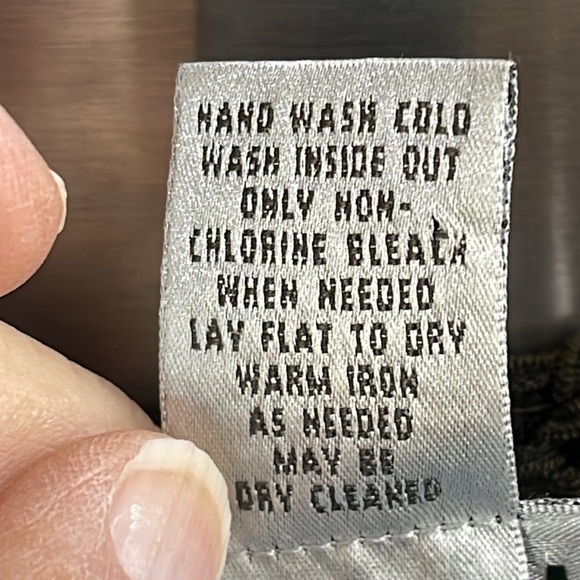 HAND WASH COLD
WASH INSIDE OUT
ONLY NON-
CHLORINE BLEACH
WHEN NEEDED
LAY FLAT TO DRY
WARM IRON
AS NEEDED
MAY BE
DRY CLEANED